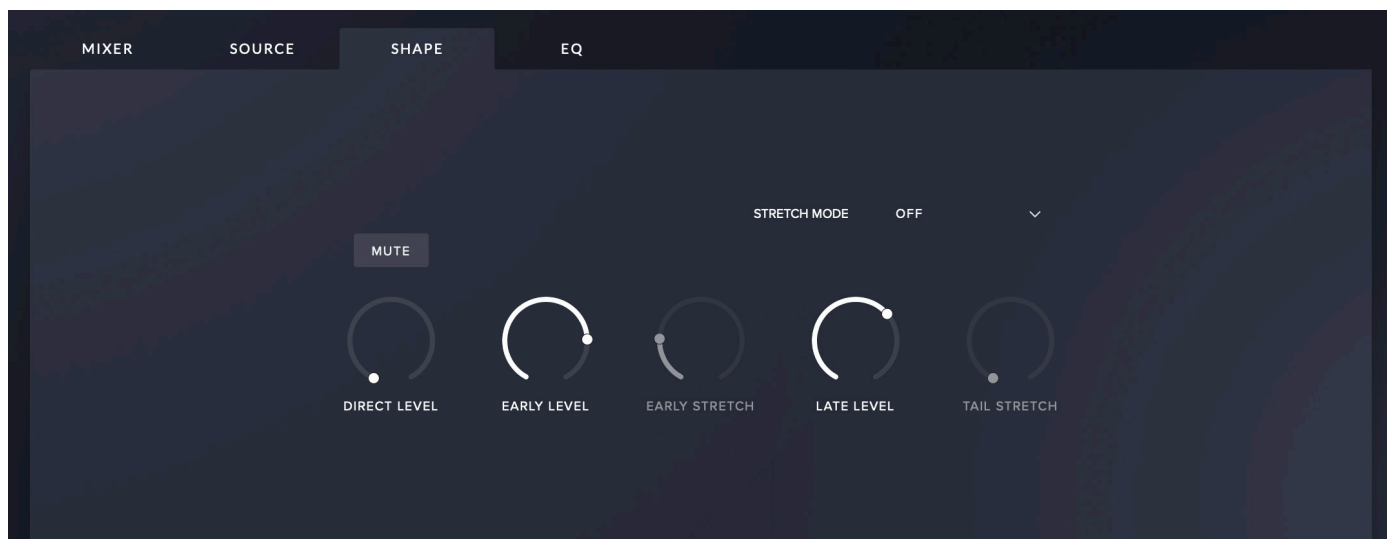 MIXER SOURCE SHAPE EQ
STRETCH MODE OFF
MUTE
DIRECT LEVEL EARLY LEVEL EARLY STRETCH LATE LEVEL TAIL STRETCH